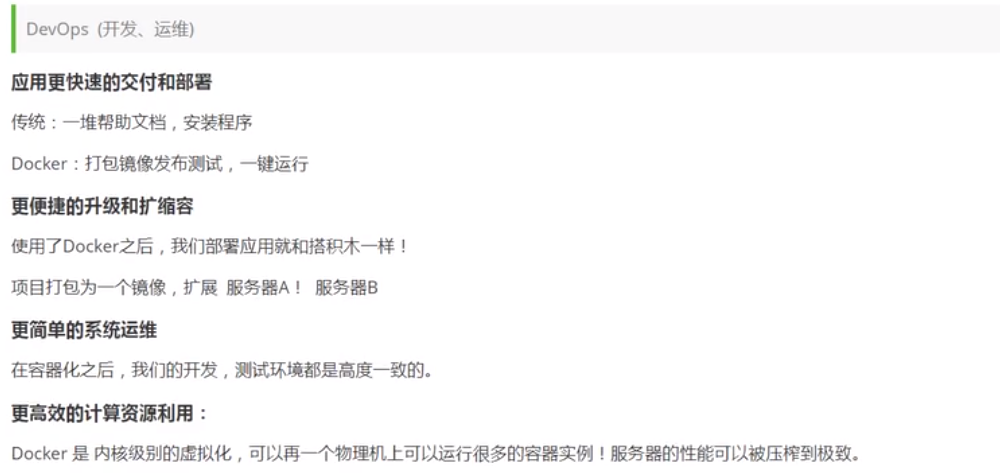 DevOps (开发、运维)
应用更快速的交付和部署
传统：一堆帮助文档，安装程序
Docker：打包镜像发布测试，一键运行
更便捷的升级和扩缩容
使用了Docker之后，我们部署应用就和搭积木一样！
项目打包为一个镜像，扩展 服务器A！ 服务器B
更简单的系统运维
在容器化之后，我们的开发，测试环境都是高度一致的。
更高效的计算资源利用：
Docker 是 内核级别的虚拟化，可以再一个物理机上可以运行很多的容器实例！服务器的性能可以被压榨到极致。